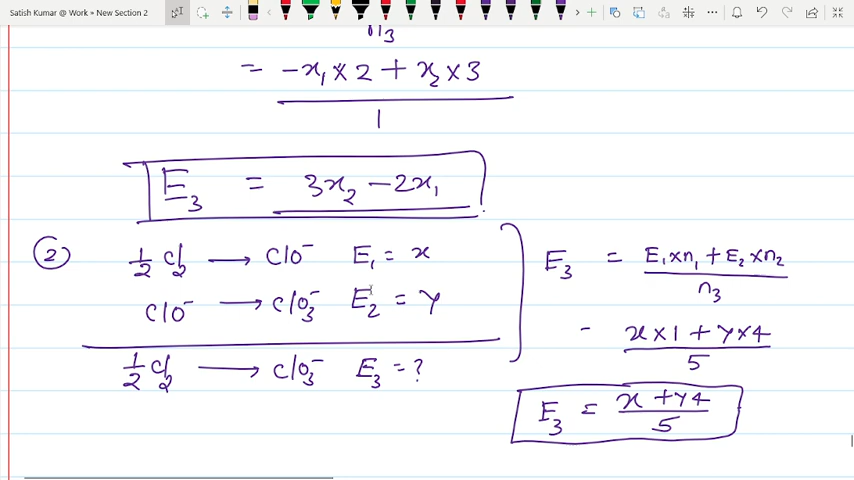 Satish Kumar @ Work » New Section 2
n₃
= -x₁ × 2 + x₂ × 3
1
E₃ = 3x₂ - 2x₁
② ½ Cl₂ → ClO⁻ E₁ = x
ClO⁻ → ClO₃⁻ E₂ = y
½ Cl₂ → ClO₃⁻ E₃ = ?
E₃ = E₁×n₁ + E₂×n₂
n₃
= x×1 + y×4
5
E₃ = x + y4
5